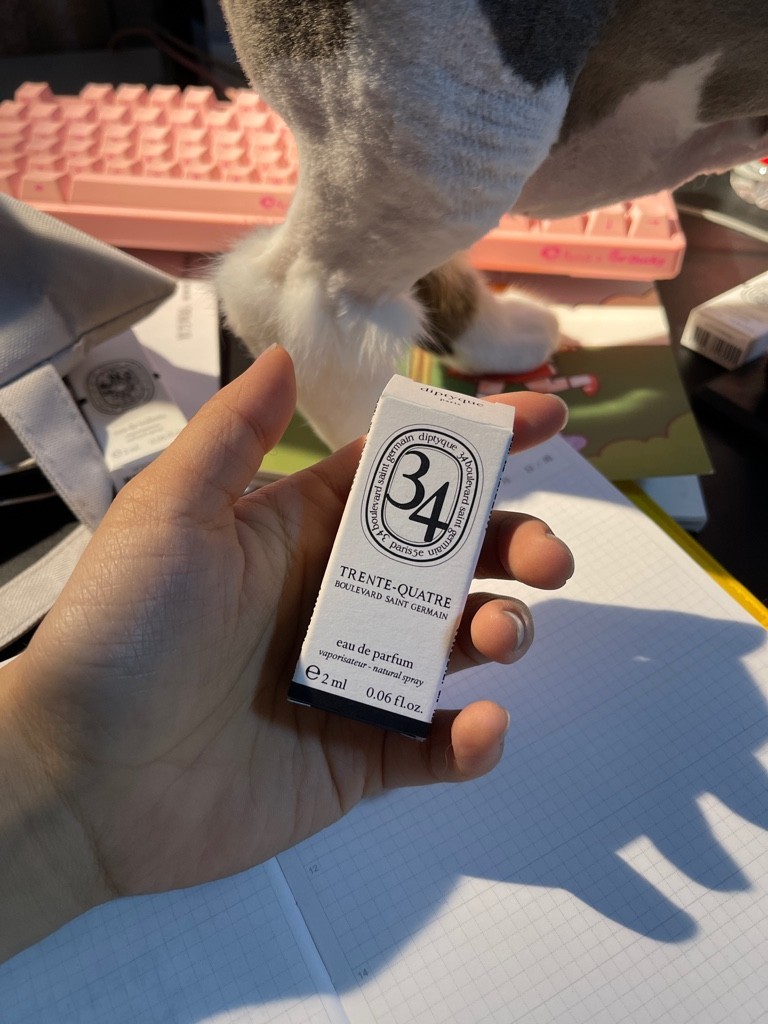 diptyque
paris
34 boulevard saint germain diptyque 34 boulevard saint germain paris 5e
34
TRENTE-QUATRE
BOULEVARD SAINT GERMAIN
eau de parfum
vaporisateur - natural spray
e 2 ml 0.06 fl.oz.
12
14